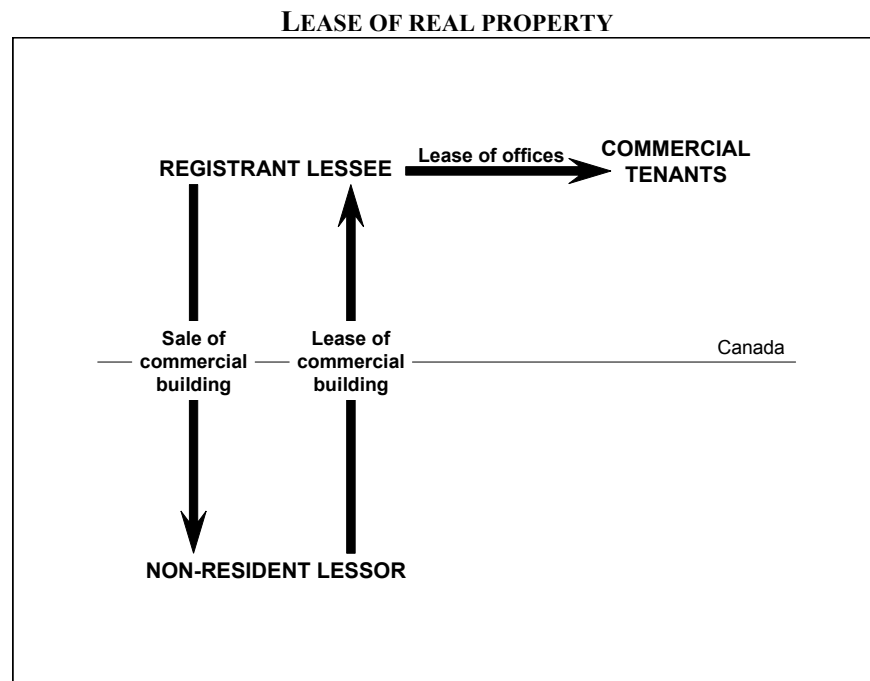 LEASE OF REAL PROPERTY
REGISTRANT LESSEE
Lease of offices
COMMERCIAL
TENANTS
Sale of
commercial
building
Lease of
commercial
building
Canada
NON-RESIDENT LESSOR